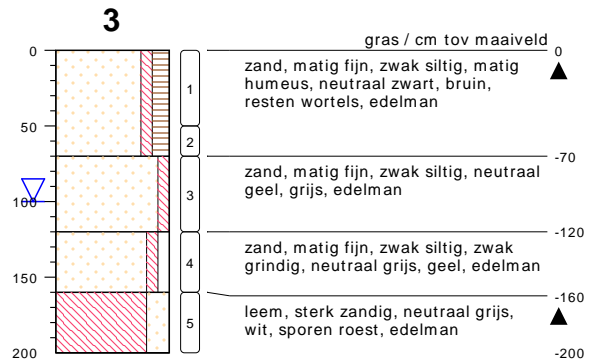 3
gras / cm tov maaiveld
0
0
zand, matig fijn, zwak siltig, matig
humeus, neutraal zwart, bruin,
resten wortels, edelman
1
50
2
-70
zand, matig fijn, zwak siltig, neutraal
geel, grijs, edelman
3
100
-120
zand, matig fijn, zwak siltig, zwak
grindig, neutraal grijs, geel, edelman
4
150
-160
leem, sterk zandig, neutraal grijs,
wit, sporen roest, edelman
5
200
-200